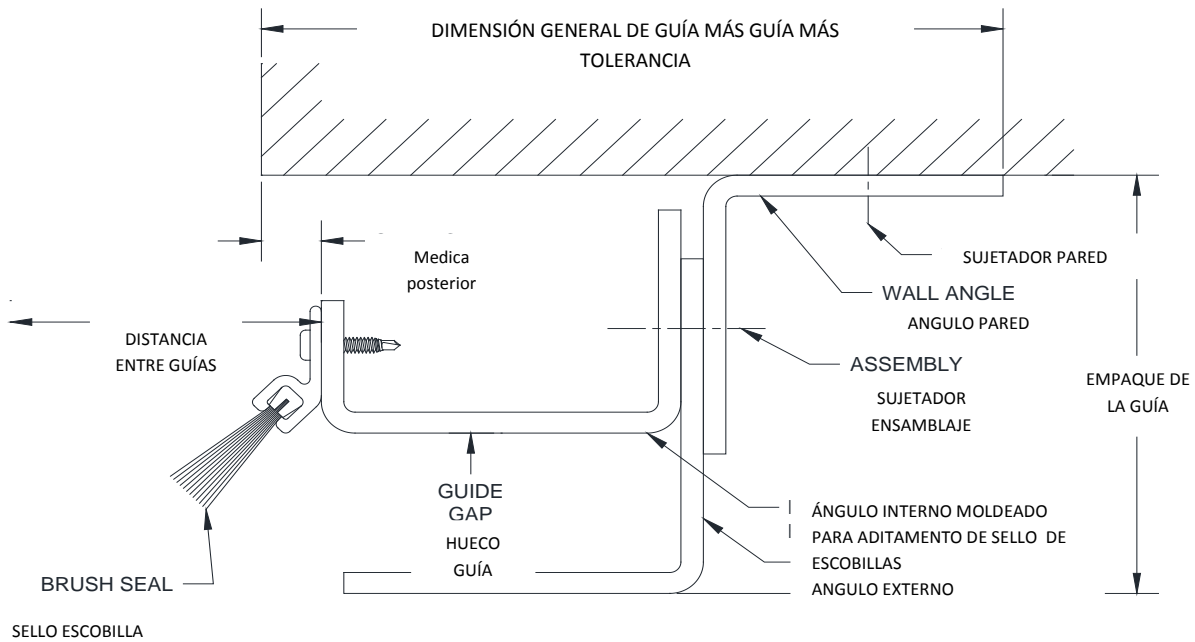 DIMENSIÓN GENERAL DE GUÍA MÁS GUÍA MÁS
TOLERANCIA
Medica
posterior
SUJETADOR PARED
WALL ANGLE
ANGULO PARED
DISTANCIA
ENTRE GUÍAS
ASSEMBLY
SUJETADOR
ENSAMBLAJE
EMPAQUE DE
LA GUÍA
GUIDE
GAP
HUECO
GUÍA
ÁNGULO INTERNO MOLDEADO
PARA ADITAMENTO DE SELLO DE
ESCOBILLAS
ANGULO EXTERNO
BRUSH SEAL
SELLO ESCOBILLA